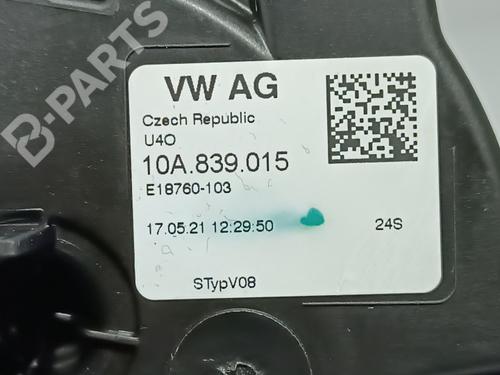 VW AG
Czech Republic
U4O
10A.839.015
E18760-103
17.05.21 12:29:50
24S
STypV08
B-PARTS
B-PARTS